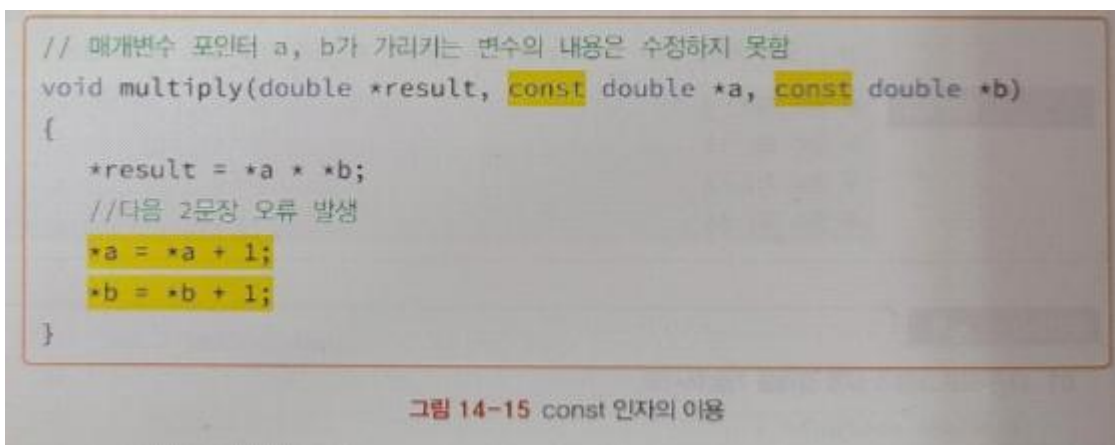 // 매개변수 포인터 a, b가 가리키는 변수의 내용은 수정하지 못함
void multiply(double *result, const double *a, const double *b)
{
*result = *a * *b;
//다음 2문장 오류 발생
*a = *a + 1;
*b = *b + 1;
}
그림 14-15 const 인자의 이용